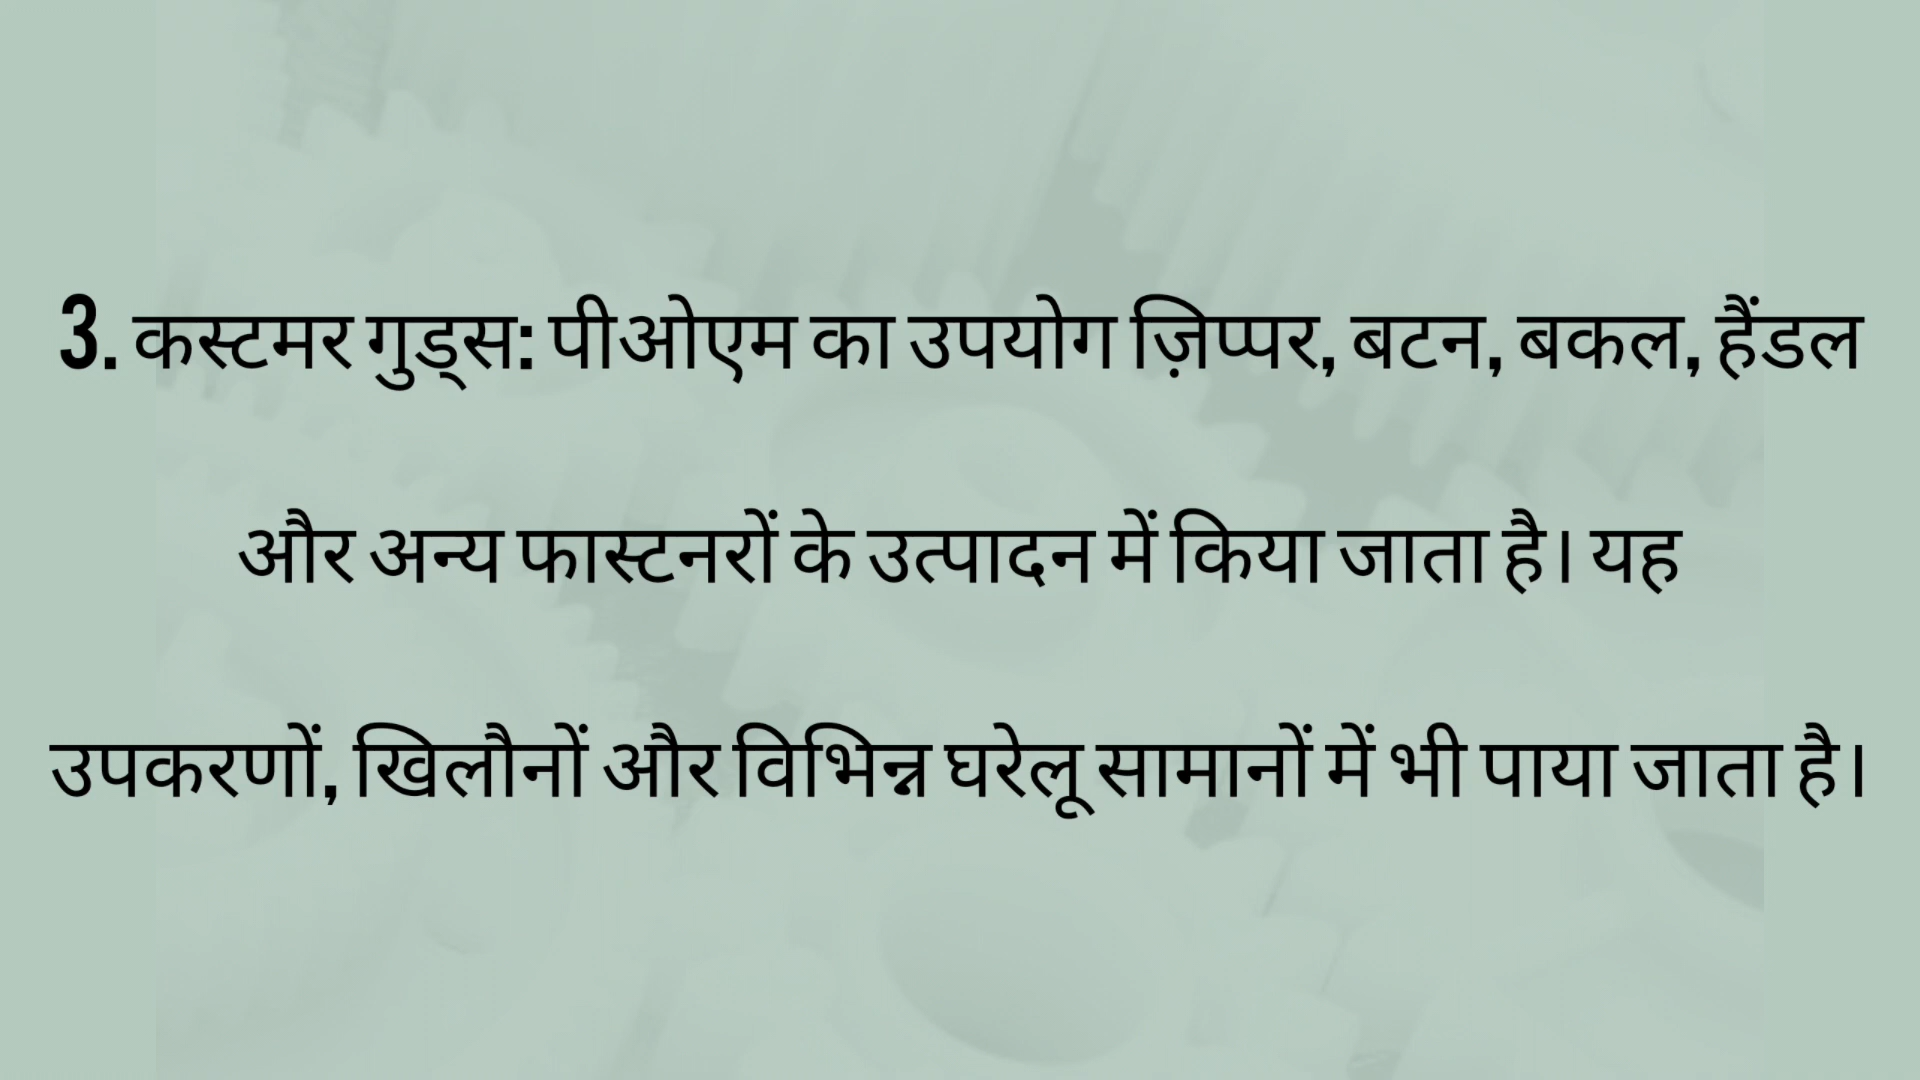 3. कस्टमर गुड्स: पीओएम का उपयोग ज़िप्पर, बटन, बकल, हैंडल
और अन्य फास्टनरों के उत्पादन में किया जाता है। यह
उपकरणों, खिलौनों और विभिन्न घरेलू सामानों में भी पाया जाता है।